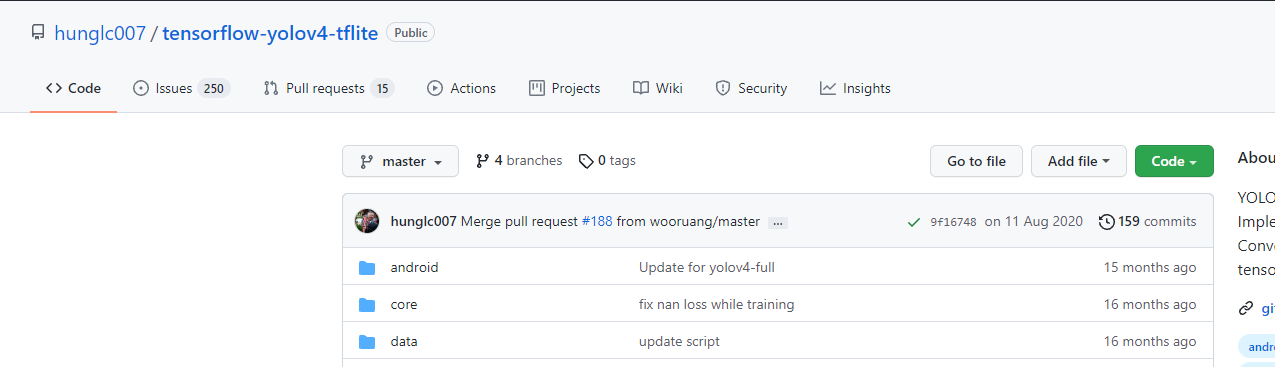 hunglc007 / tensorflow-yolov4-tflite Public
Code Issues 250 Pull requests 15 Actions Projects Wiki Security Insights
master 4 branches 0 tags Go to file Add file Code
hunglc007 Merge pull request #188 from wooruang/master ... 9f16748 on 11 Aug 2020 159 commits
android Update for yolov4-full 15 months ago
core fix nan loss while training 16 months ago
data update script 16 months ago
Abou
YOLO
Imple
Conve
tenso
gi
andro